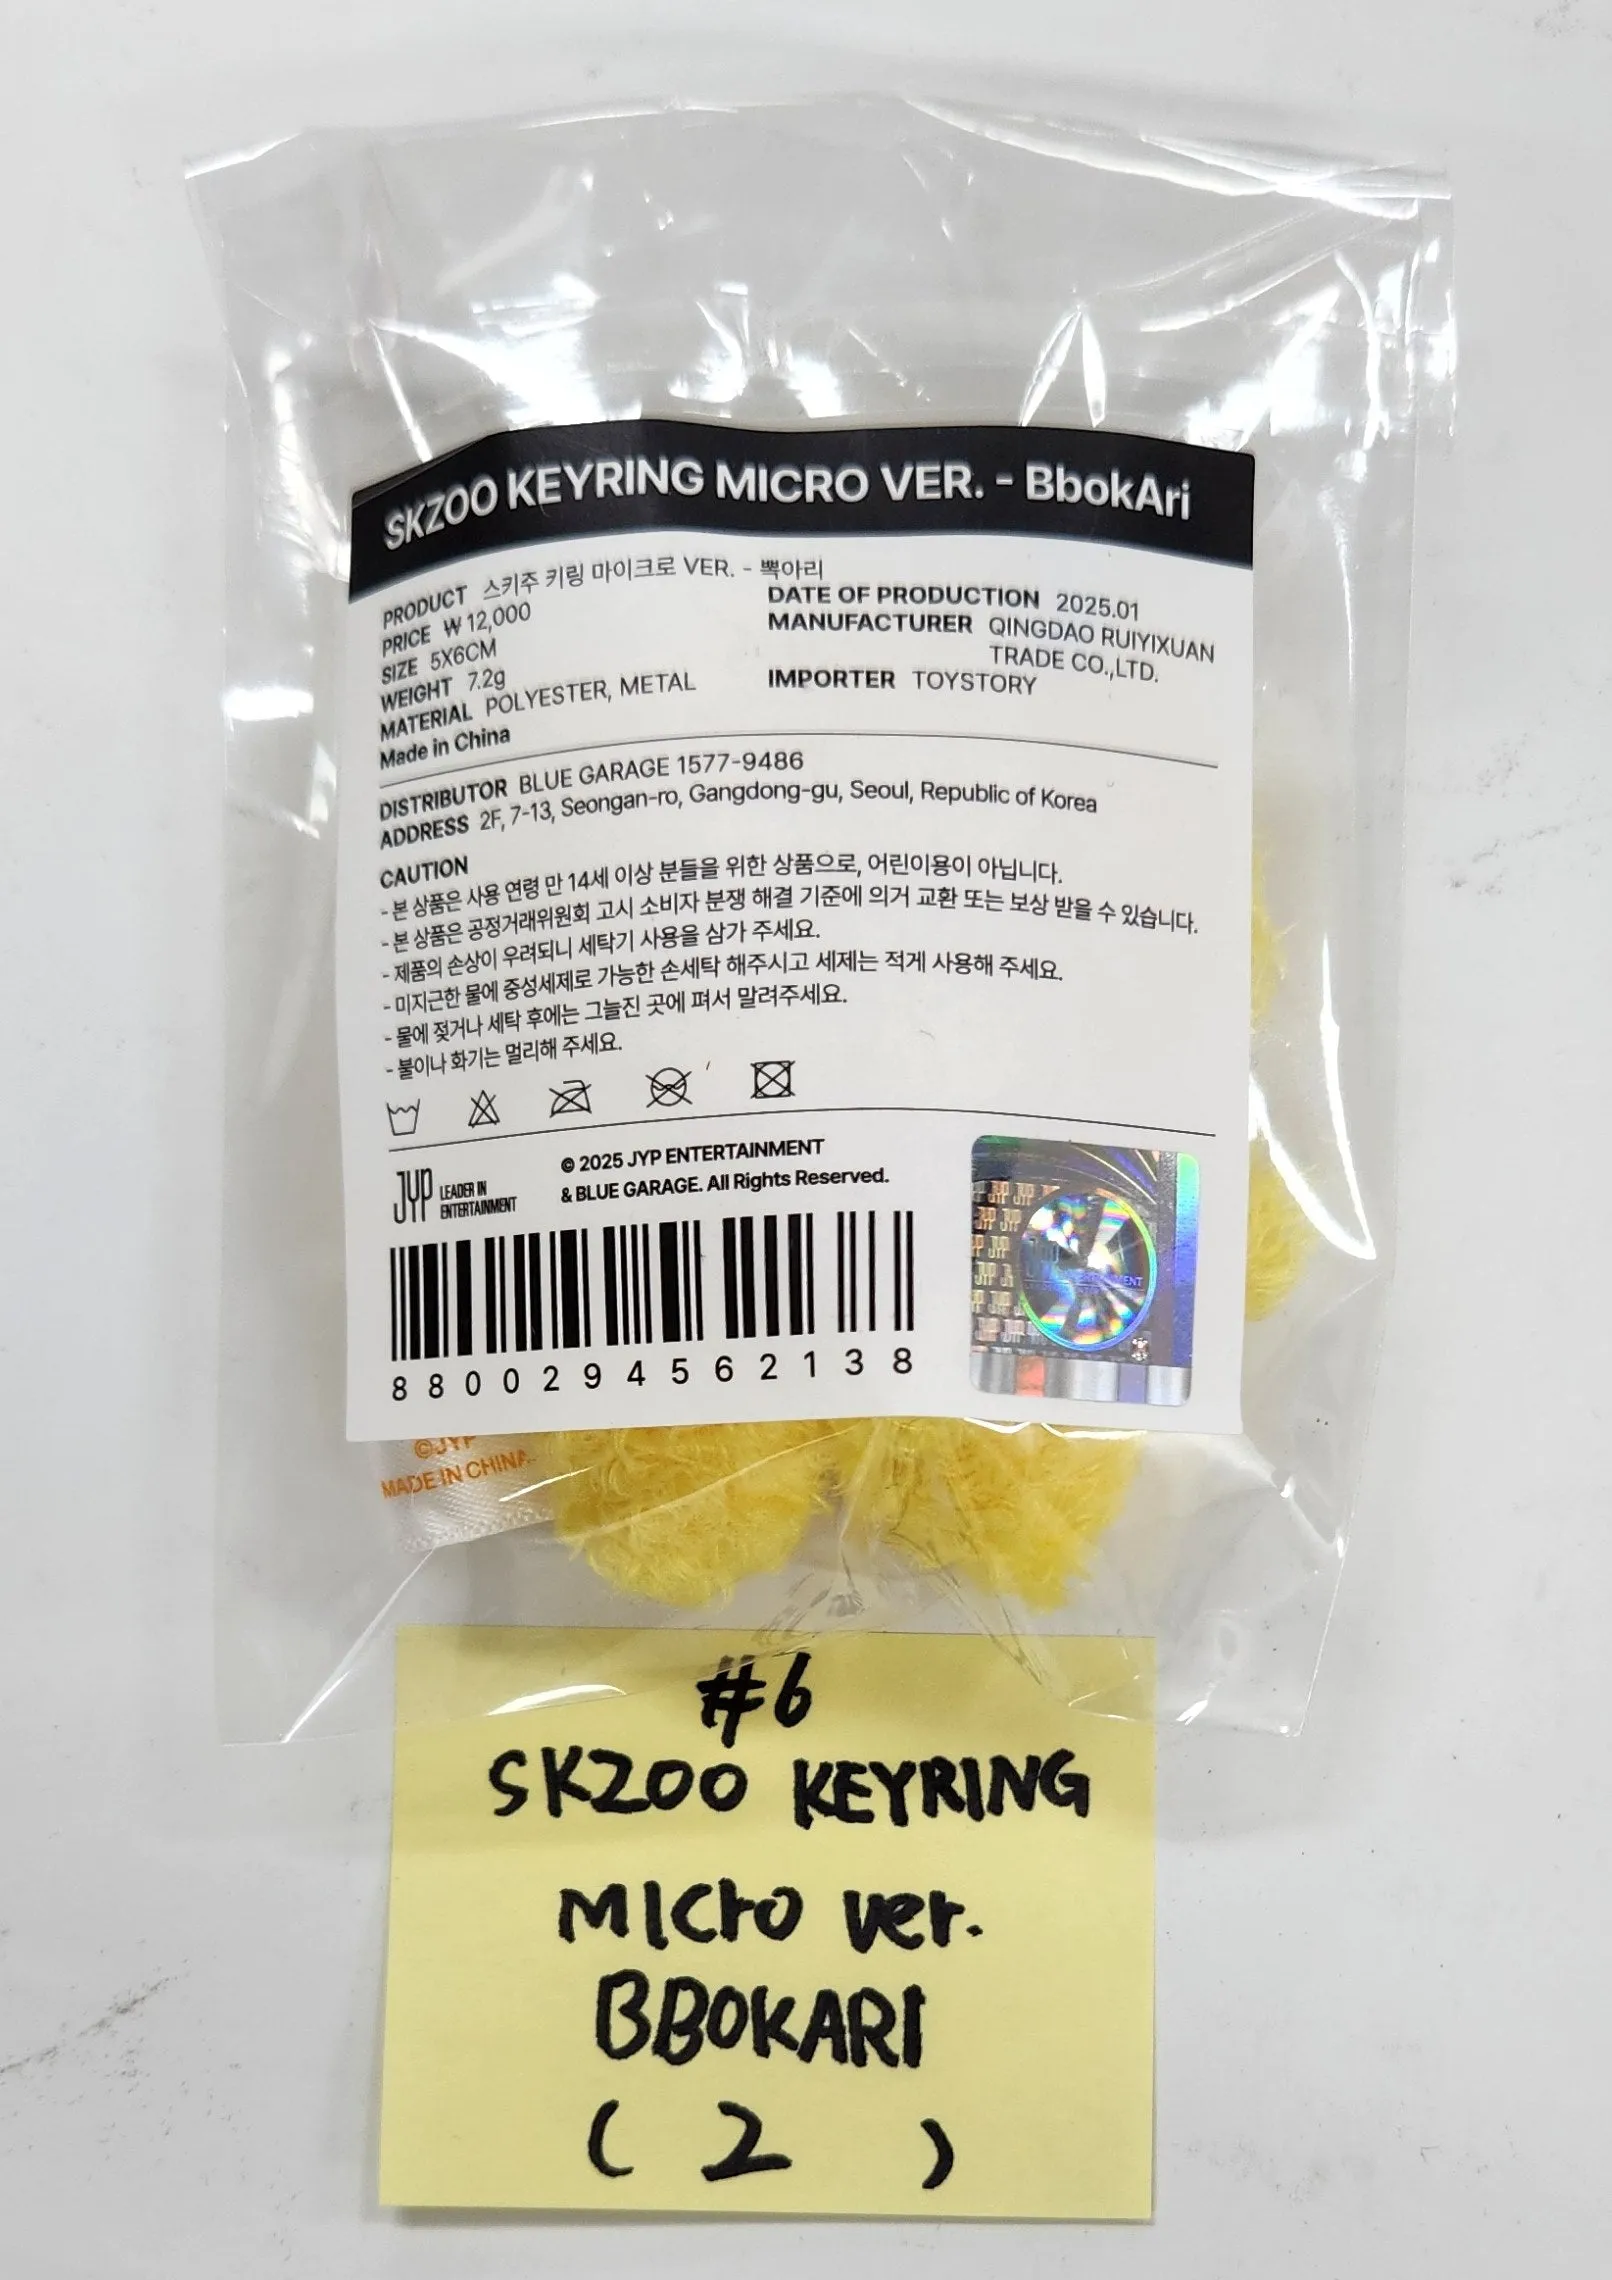 SKZOO KEYRING MICRO VER. - BbokAri
PRODUCT 스키주 키링 마이크로 VER. - 뽁아리
PRICE ₩ 12,000
SIZE 5X6CM
WEIGHT 7.2g
MATERIAL POLYESTER, METAL
Made in China
DATE OF PRODUCTION 2025.01
MANUFACTURER QINGDAO RUIYIXUAN
TRADE CO.,LTD.
IMPORTER TOYSTORY
DISTRIBUTOR BLUE GARAGE 1577-9486
ADDRESS 2F, 7-13, Seongan-ro, Gangdong-gu, Seoul, Republic of Korea
CAUTION
- 본 상품은 사용 연령 만 14세 이상 분들을 위한 상품으로, 어린이용이 아닙니다.
- 본 상품은 공정거래위원회 고시 소비자 분쟁 해결 기준에 의거 교환 또는 보상 받을 수 있습니다.
- 제품의 손상이 우려되니 세탁기 사용을 삼가 주세요.
- 미지근한 물에 중성세제로 가능한 손세탁 해주시고 세제는 적게 사용해 주세요.
- 물에 젖거나 세탁 후에는 그늘진 곳에 펴서 말려주세요.
- 불이나 화기는 멀리해 주세요.
JYP LEADER IN
ENTERTAINMENT
© 2025 JYP ENTERTAINMENT
& BLUE GARAGE. All Rights Reserved.
8800294562138
©JYP
MADE IN CHINA
#6
SKZOO KEYRING
MICro ver.
BBOKARI
( 2 )